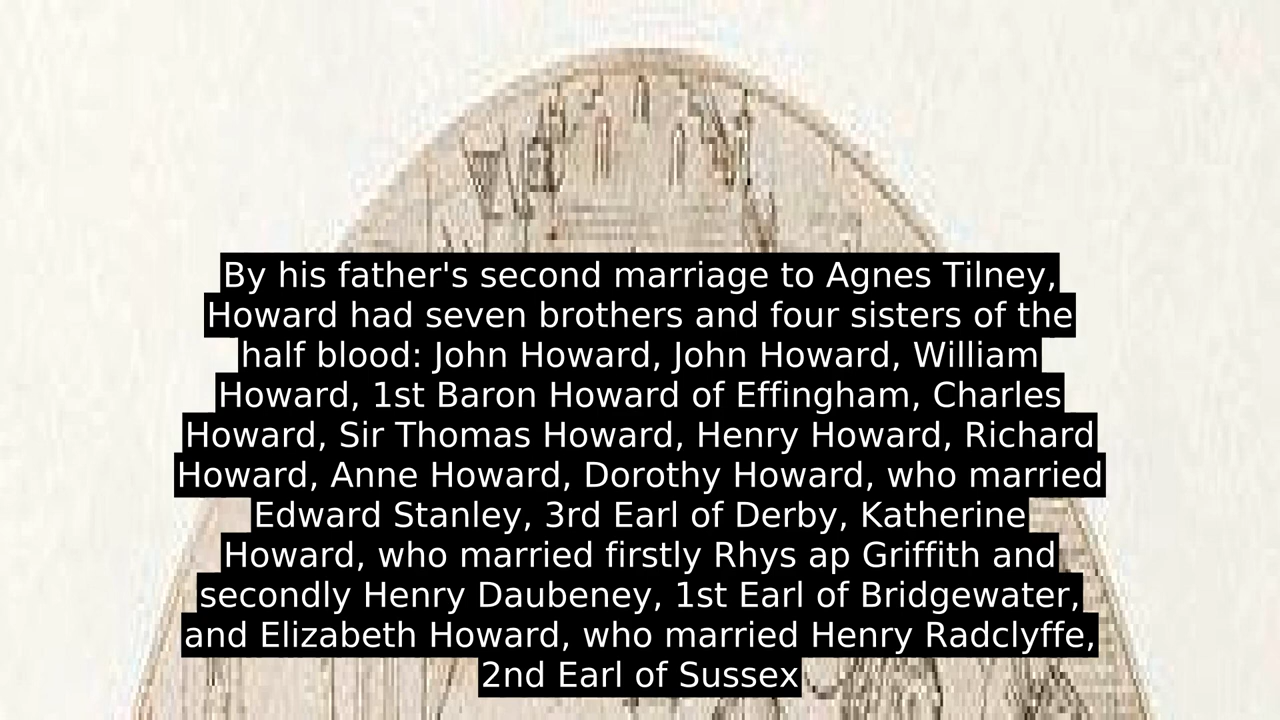 By his father's second marriage to Agnes Tilney,
Howard had seven brothers and four sisters of the
half blood: John Howard, John Howard, William
Howard, 1st Baron Howard of Effingham, Charles
Howard, Sir Thomas Howard, Henry Howard, Richard
Howard, Anne Howard, Dorothy Howard, who married
Edward Stanley, 3rd Earl of Derby, Katherine
Howard, who married firstly Rhys ap Griffith and
secondly Henry Daubeney, 1st Earl of Bridgewater,
and Elizabeth Howard, who married Henry Radclyffe,
2nd Earl of Sussex